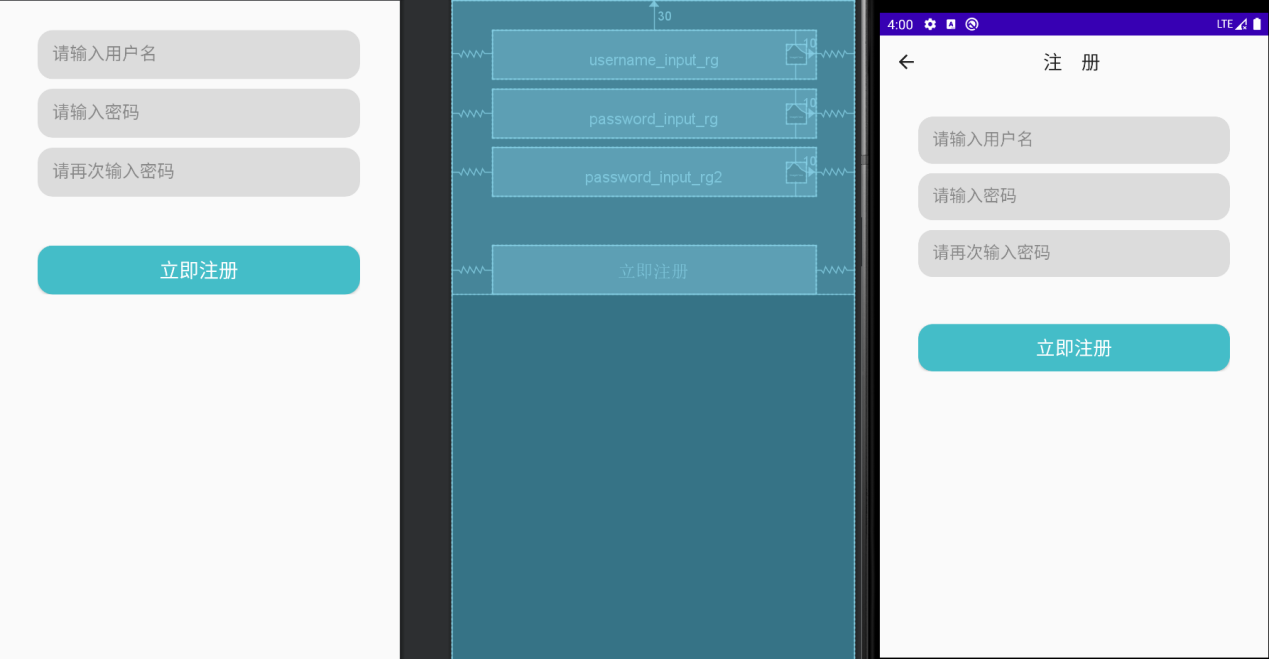 请输入用户名
请输入密码
请再次输入密码
立即注册
30
username_input_rg
10
password_input_rg
10
password_input_rg2
10
立即注册
4:00
LTE
注 册
请输入用户名
请输入密码
请再次输入密码
立即注册